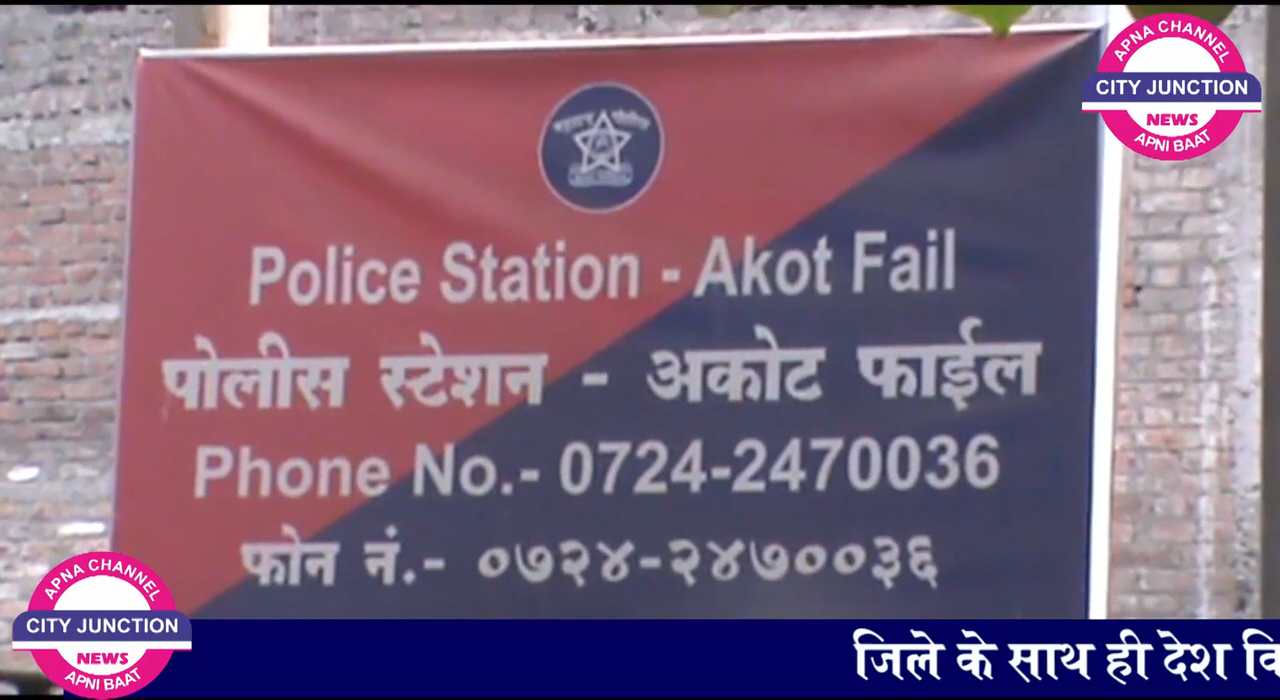 APNA CHANNEL
CITY JUNCTION
NEWS
APNI BAAT
Police Station - Akot Fail
पोलीस स्टेशन - अकोट फाईल
Phone No.- 0724-2470036
फोन नं.- ०७२४-२४७००३६
APNA CHANNEL
CITY JUNCTION
NEWS
APNI BAAT
जिले के साथ ही देश वि